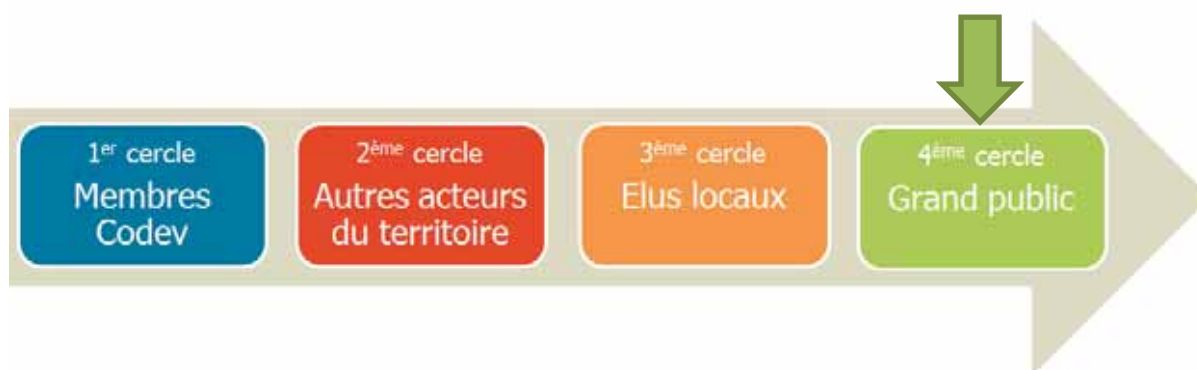 1er cercle
Membres
Codev
2ème cercle
Autres acteurs
du territoire
3ème cercle
Elus locaux
4ème cercle
Grand public